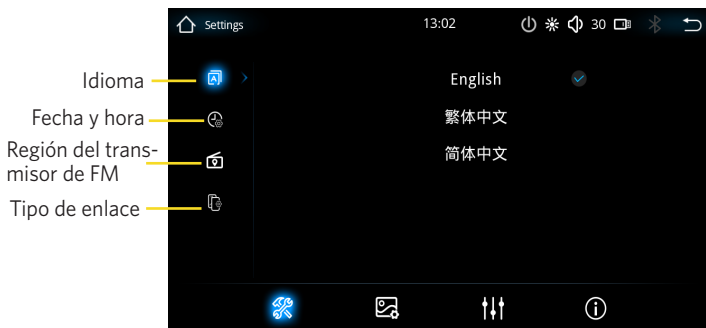 Settings 13:02 30
Idioma
English
Fecha y hora
繁体中文
Región del trans-
misor de FM
简体中文
Tipo de enlace